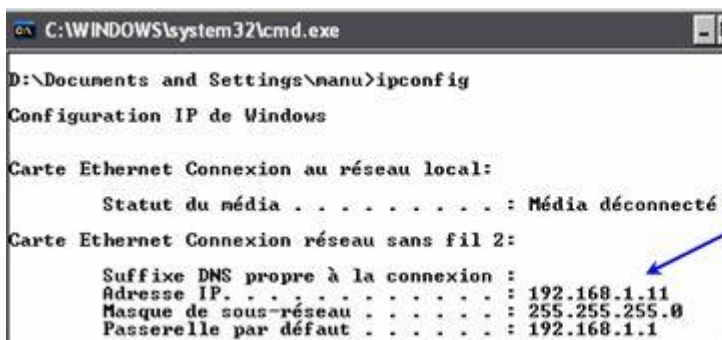 C:\WINDOWS\system32\cmd.exe
D:\Documents and Settings\manu>ipconfig
Configuration IP de Windows
Carte Ethernet Connexion au réseau local:
Statut du média . . . . . . . . . : Média déconnecté
Carte Ethernet Connexion réseau sans fil 2:
Suffixe DNS propre à la connexion :
Adresse IP. . . . . . . . . . . . : 192.168.1.11
Masque de sous-réseau . . . . . . : 255.255.255.0
Passerelle par défaut . . . . . . : 192.168.1.1